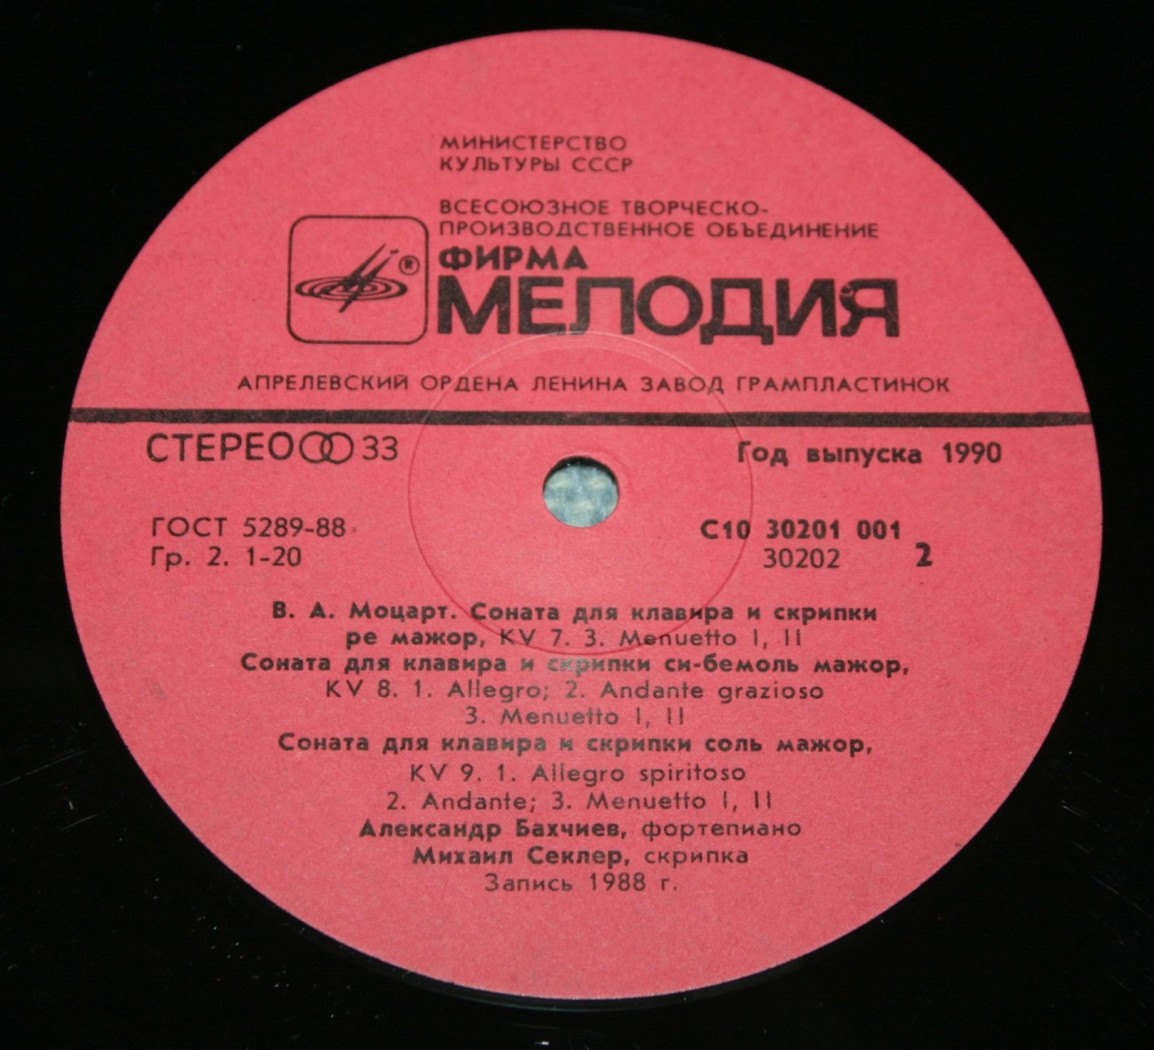 МИНИСТЕРСТВО
КУЛЬТУРЫ СССР
ВСЕСОЮЗНОЕ ТВОРЧЕСКО-
ПРОИЗВОДСТВЕННОЕ ОБЪЕДИНЕНИЕ
®
ФИРМА
МЕЛОДИЯ
АПРЕЛЕВСКИЙ ОРДЕНА ЛЕНИНА ЗАВОД ГРАМПЛАСТИНОК
СТЕРЕО 33
Год выпуска 1990
ГОСТ 5289-88
Гр. 2. 1-20
С10 30201 001
30202 2
В. А. Моцарт. Соната для клавира и скрипки
ре мажор, KV 7. 3. Menuetto I, II
Соната для клавира и скрипки си-бемоль мажор,
KV 8. 1. Allegro; 2. Andante grazioso
3. Menuetto I, II
Соната для клавира и скрипки соль мажор,
KV 9. 1. Allegro spiritoso
2. Andante; 3. Menuetto I, II
Александр Бахчиев, фортепиано
Михаил Секлер, скрипка
Запись 1988 г.